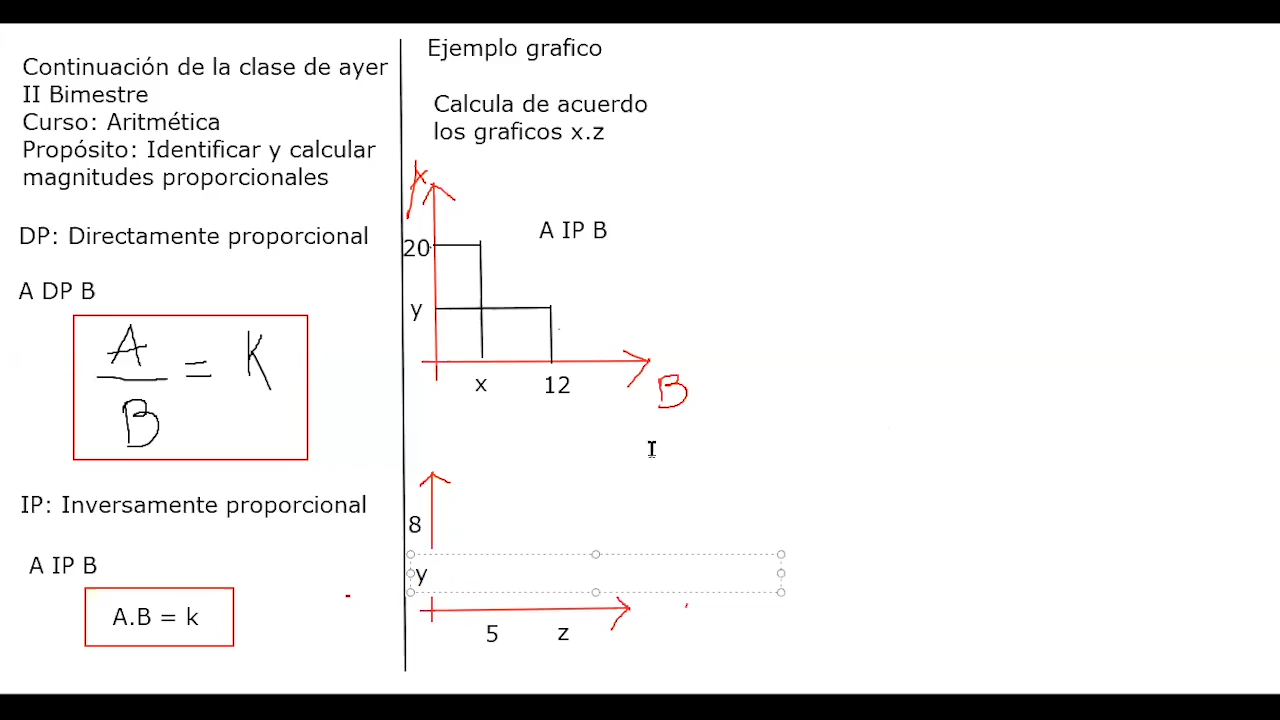 Continuación de la clase de ayer
II Bimestre
Curso: Aritmética
Propósito: Identificar y calcular
magnitudes proporcionales
DP: Directamente proporcional
A DP B
A
B
= K
IP: Inversamente proporcional
A IP B
A.B = k
Ejemplo grafico
Calcula de acuerdo
los graficos x.z
A IP B
20
y
x 12
B
8
y
5 z